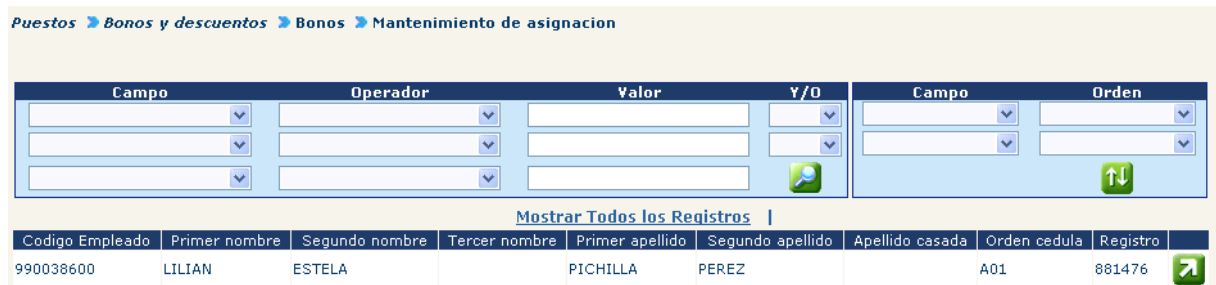 Puestos Bonos y descuentos Bonos Mantenimiento de asignacion
Campo Operador Valor Y/O Campo Orden
Mostrar Todos los Registros |
Codigo Empleado Primer nombre Segundo nombre Tercer nombre Primer apellido Segundo apellido Apellido casada Orden cedula Registro
990038600 LILIAN ESTELA PICHILLA PEREZ A01 881476